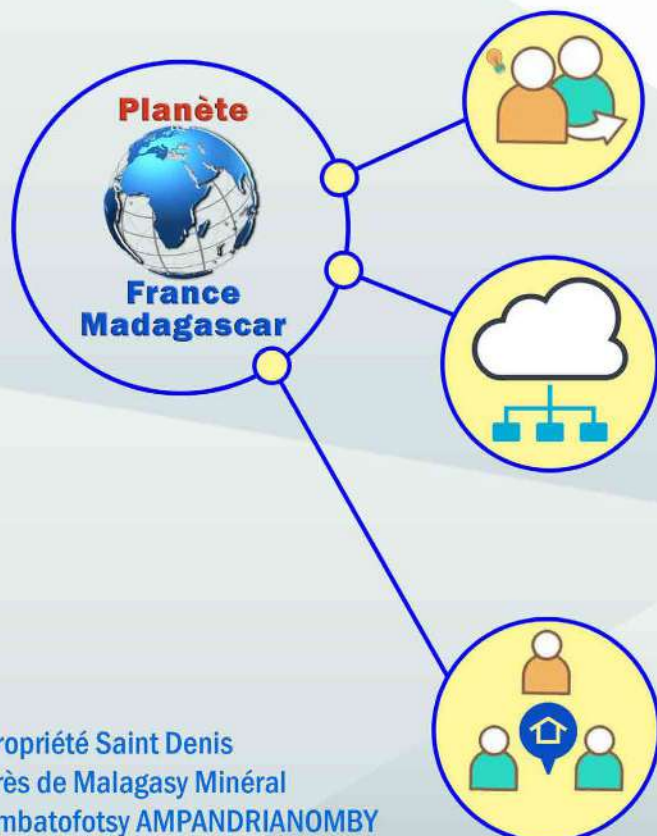 Planète
France
Madagascar
ropriété Saint Denis
rès de Malagasy Minéral
mbatofotsy AMPANDRIANOMBY